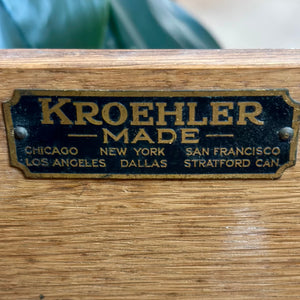 KROEHLER
MADE
CHICAGO NEW YORK SAN FRANCISCO
LOS ANGELES DALLAS STRATFORD CAN.